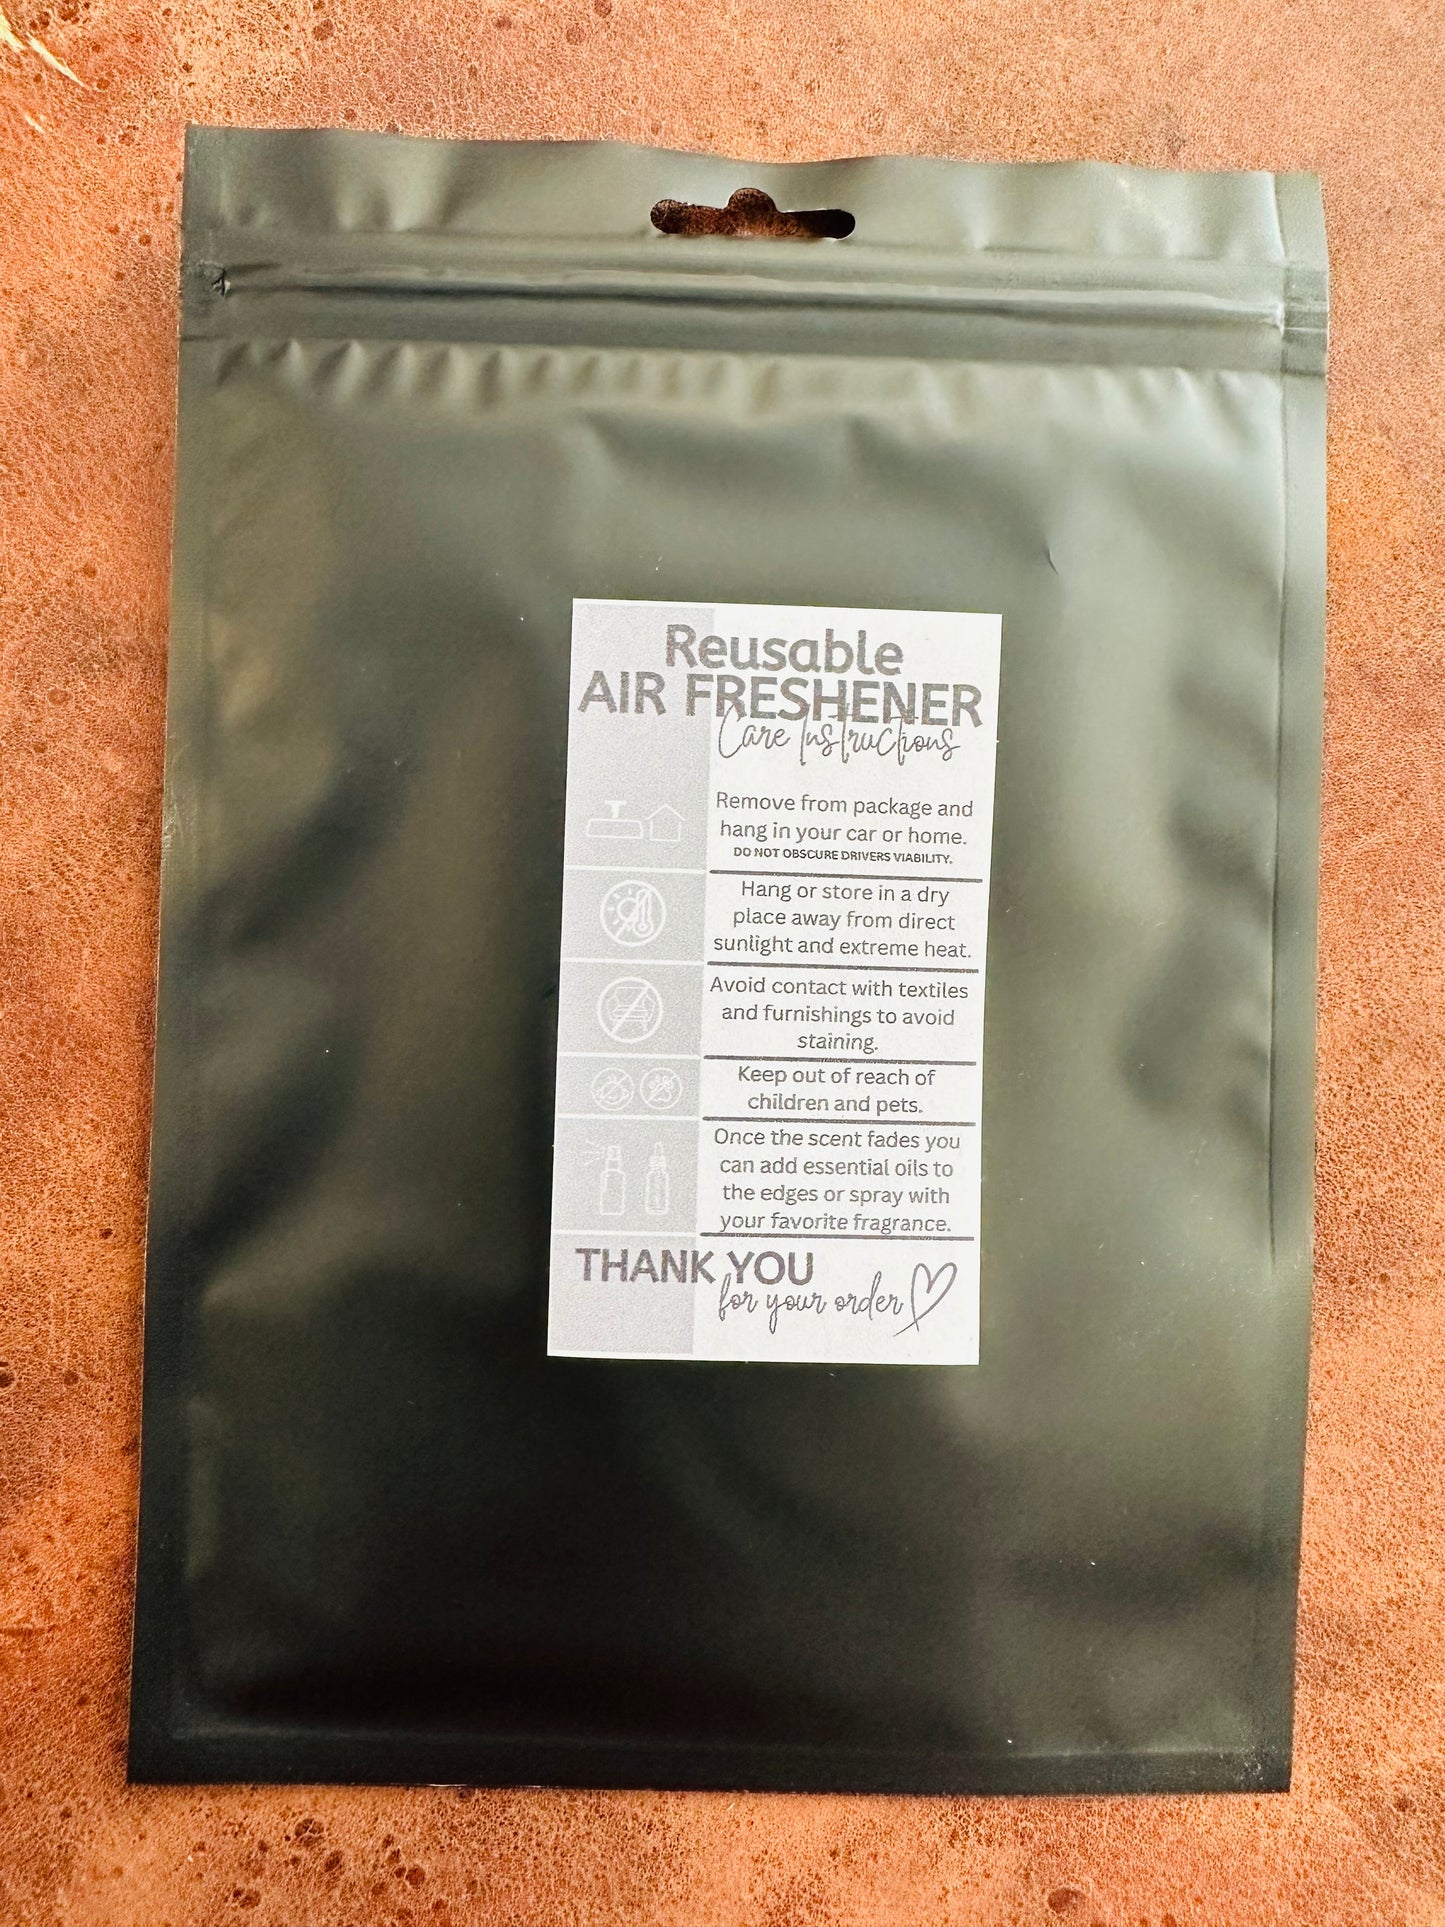 Reusable
AIR FRESHENER
Care Instructions
Remove from package and
hang in your car or home.
DO NOT OBSCURE DRIVERS VIABILITY.
Hang or store in a dry
place away from direct
sunlight and extreme heat.
Avoid contact with textiles
and furnishings to avoid
staining.
Keep out of reach of
children and pets.
Once the scent fades you
can add essential oils to
the edges or spray with
your favorite fragrance.
THANK YOU
for your order